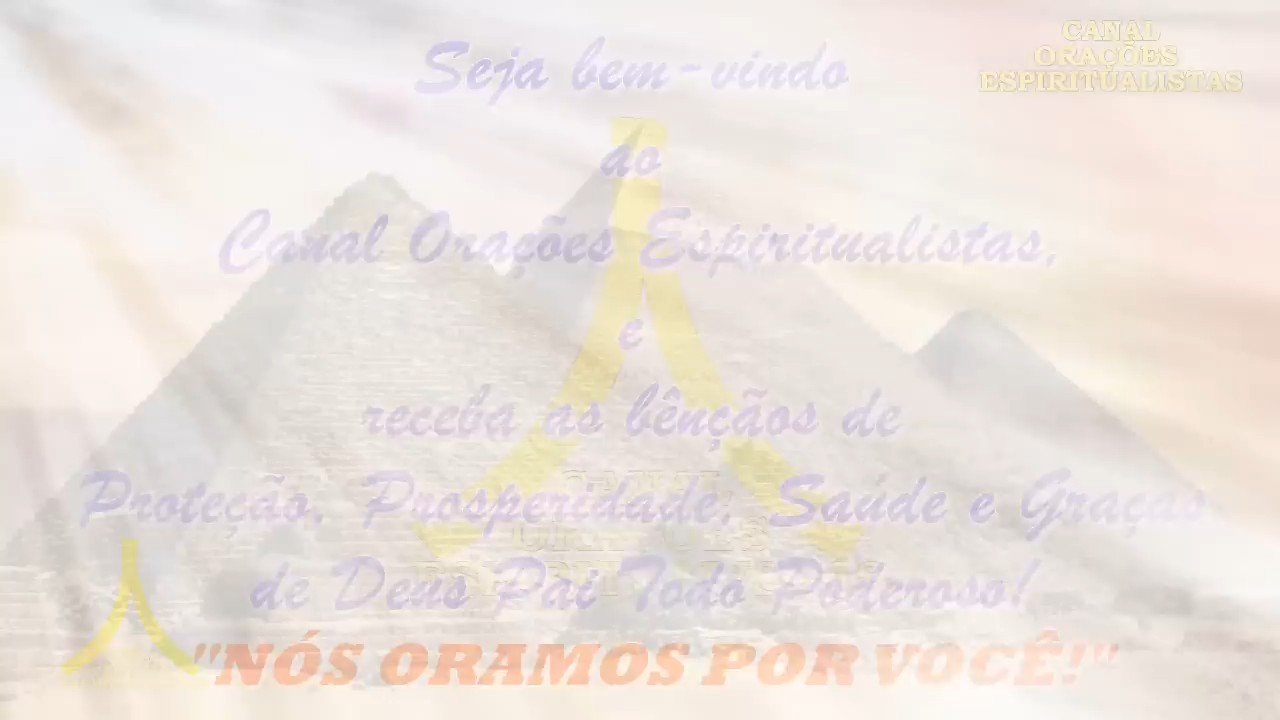 CANAL
ORAÇÕES
ESPIRITUALISTAS
Seja bem-vindo
ao
Canal Orações Espiritualistas,
e
receba as bênçãos de
Proteção, Prosperidade, Saúde e Graças
de Deus Pai Todo Poderoso!
"NÓS ORAMOS POR VOCÊ!"